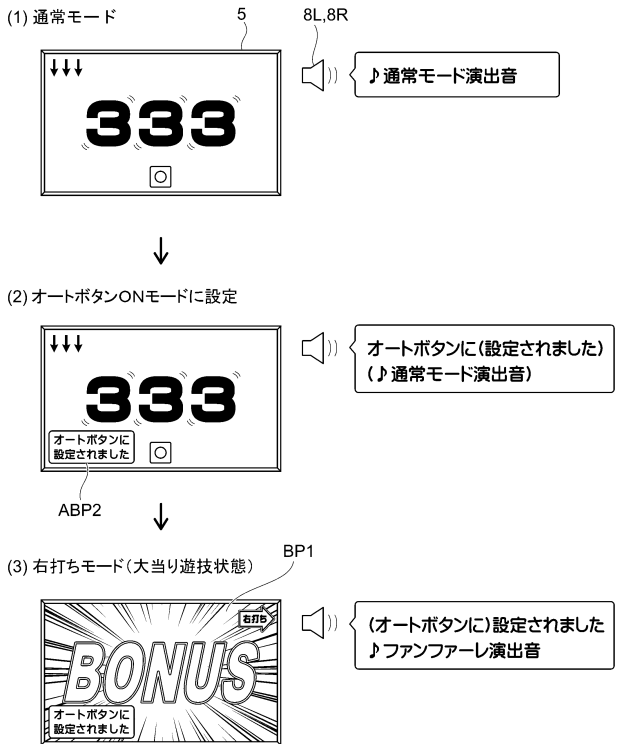 (1) 通常モード
5
8L,8R
333
♪通常モード演出音
(2) オートボタンONモードに設定
333
オートボタンに
設定されました
オートボタンに(設定されました)
(♪通常モード演出音)
ABP2
(3) 右打ちモード(大当り遊技状態)
BP1
右打ち
BONUS
オートボタンに
設定されました
(オートボタンに)設定されました
♪ファンファーレ演出音